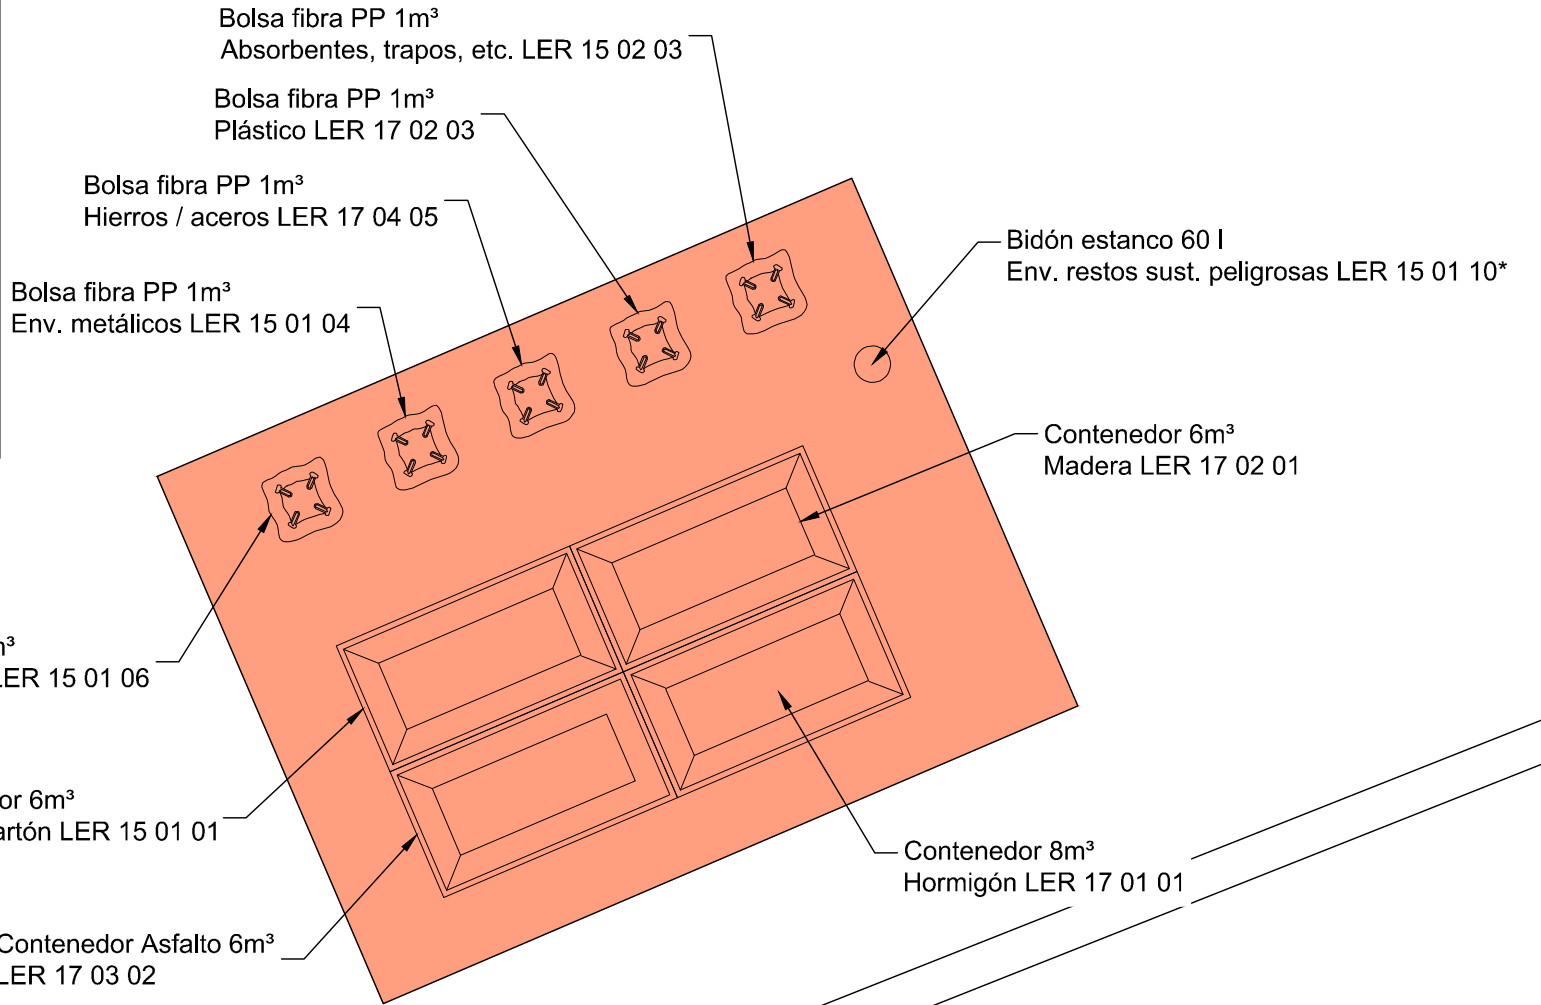 Bolsa fibra PP 1m³
Absorbentes, trapos, etc. LER 15 02 03
Bolsa fibra PP 1m³
Plástico LER 17 02 03
Bolsa fibra PP 1m³
Hierros / aceros LER 17 04 05
Bidón estanco 60 l
Env. restos sust. peligrosas LER 15 01 10*
Bolsa fibra PP 1m³
Env. metálicos LER 15 01 04
Contenedor 6m³
Madera LER 17 02 01
m³
LER 15 01 06
or 6m³
artón LER 15 01 01
Contenedor 8m³
Hormigón LER 17 01 01
Contenedor Asfalto 6m³
LER 17 03 02